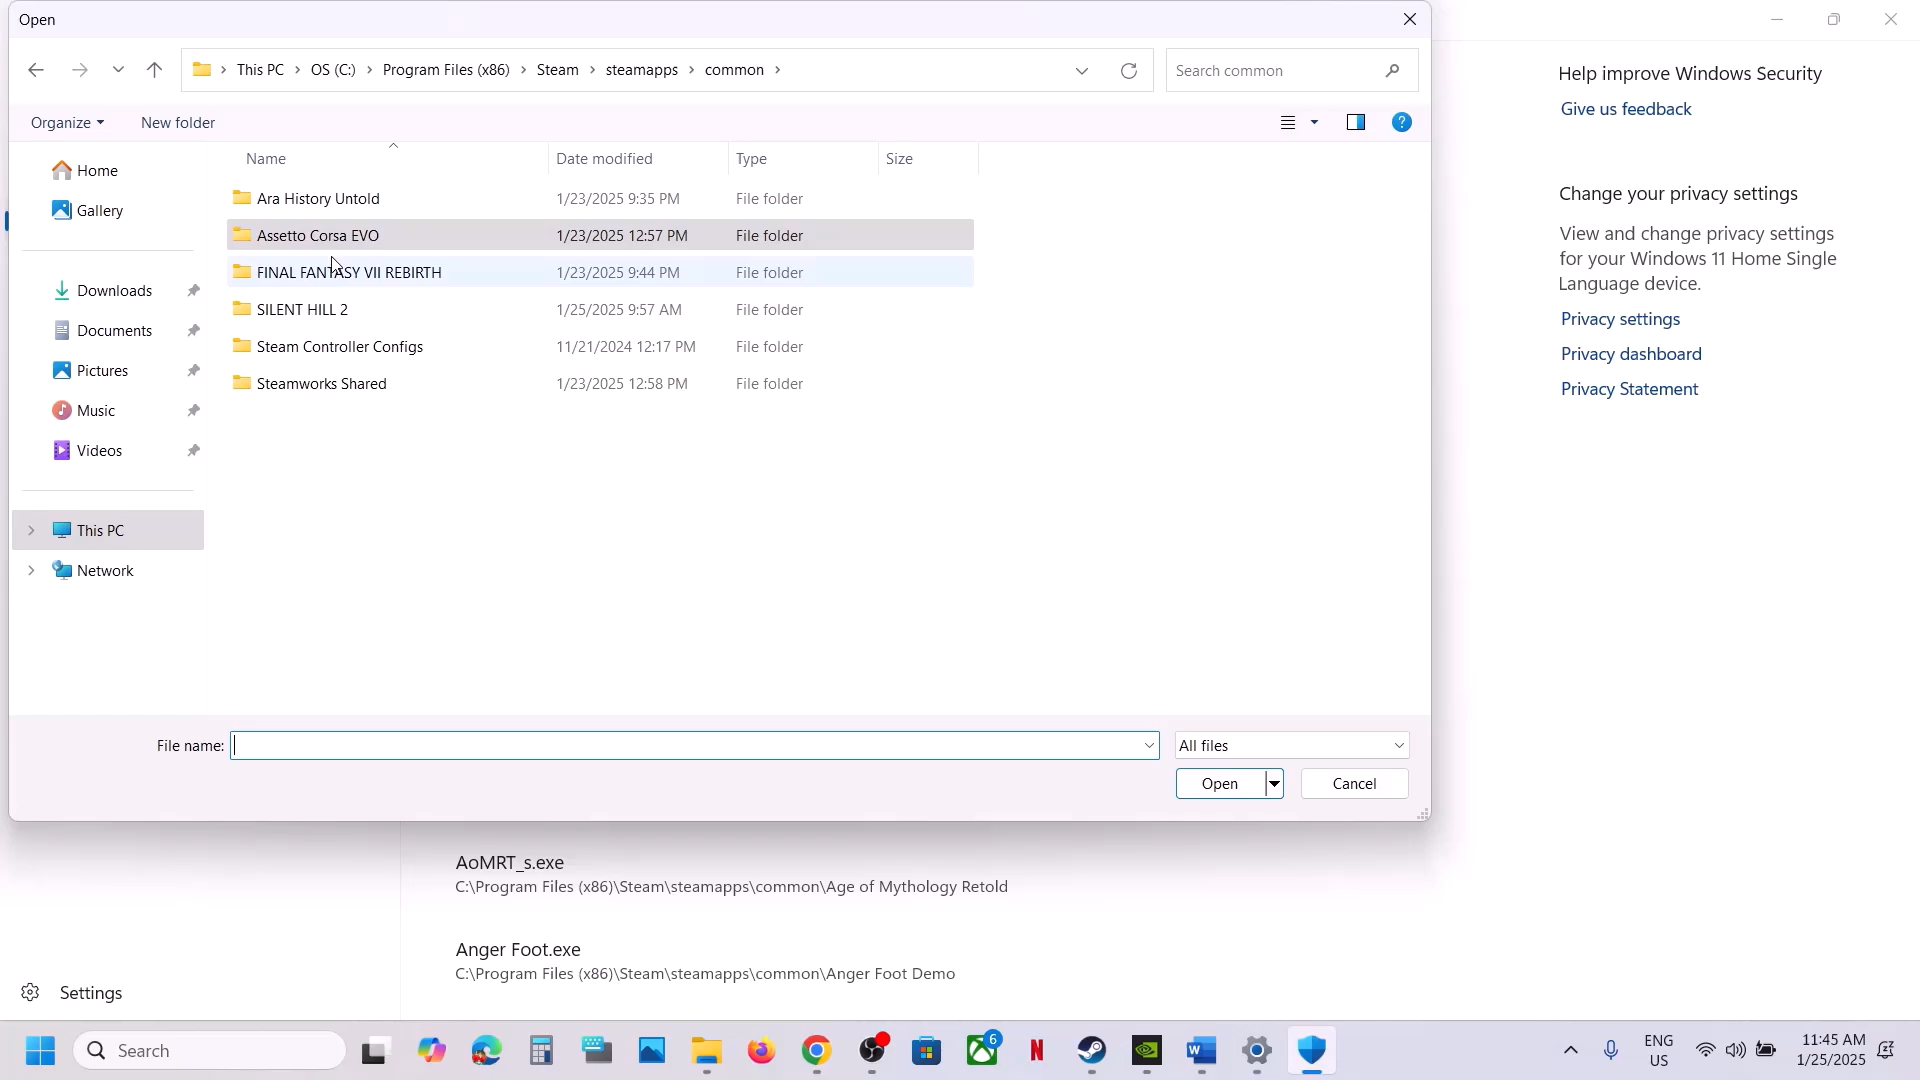 Open
This PC > OS (C:) > Program Files (x86) > Steam > steamapps > common >
Search common
Organize
New folder
Name
Date modified
Type
Size
Home
Gallery
Downloads
Documents
Pictures
Music
Videos
This PC
Network
Ara History Untold 1/23/2025 9:35 PM File folder
Assetto Corsa EVO 1/23/2025 12:57 PM File folder
FINAL FANTASY VII REBIRTH 1/23/2025 9:44 PM File folder
SILENT HILL 2 1/25/2025 9:57 AM File folder
Steam Controller Configs 11/21/2024 12:17 PM File folder
Steamworks Shared 1/23/2025 12:58 PM File folder
File name:
All files
Open
Cancel
Help improve Windows Security
Give us feedback
Change your privacy settings
View and change privacy settings
for your Windows 11 Home Single
Language device.
Privacy settings
Privacy dashboard
Privacy Statement
AoMRT_s.exe
C:\Program Files (x86)\Steam\steamapps\common\Age of Mythology Retold
Anger Foot.exe
C:\Program Files (x86)\Steam\steamapps\common\Anger Foot Demo
Settings
Search
6
ENG
US
11:45 AM
1/25/2025